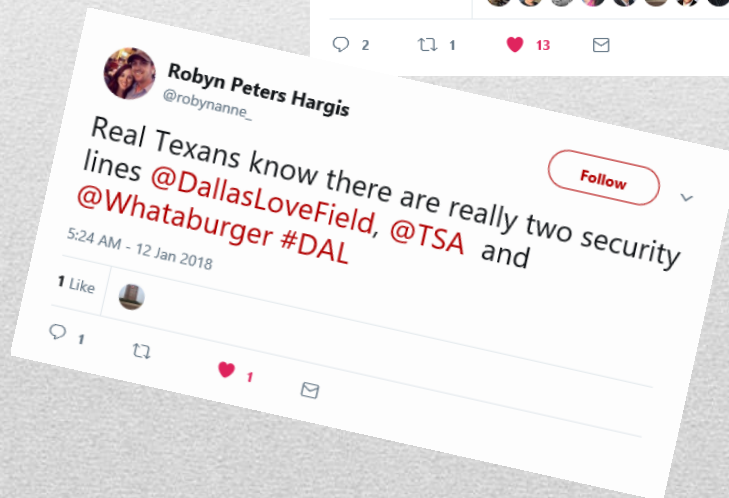 2 1 13
Robyn Peters Hargis
@robynanne_
Follow
Real Texans know there are really two security
lines @DallasLoveField, @TSA and
@Whataburger #DAL
5:24 AM - 12 Jan 2018
1 Like
1 1